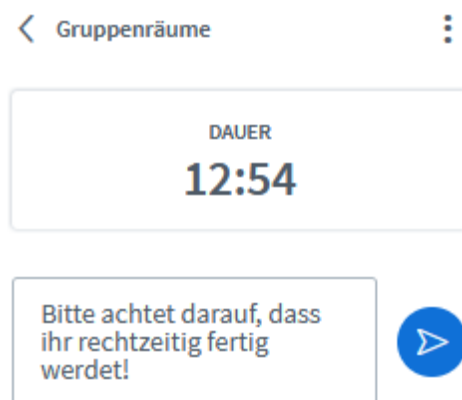 Gruppenräume
DAUER
12:54
Bitte achtet darauf, dass
ihr rechtzeitig fertig
werdet!